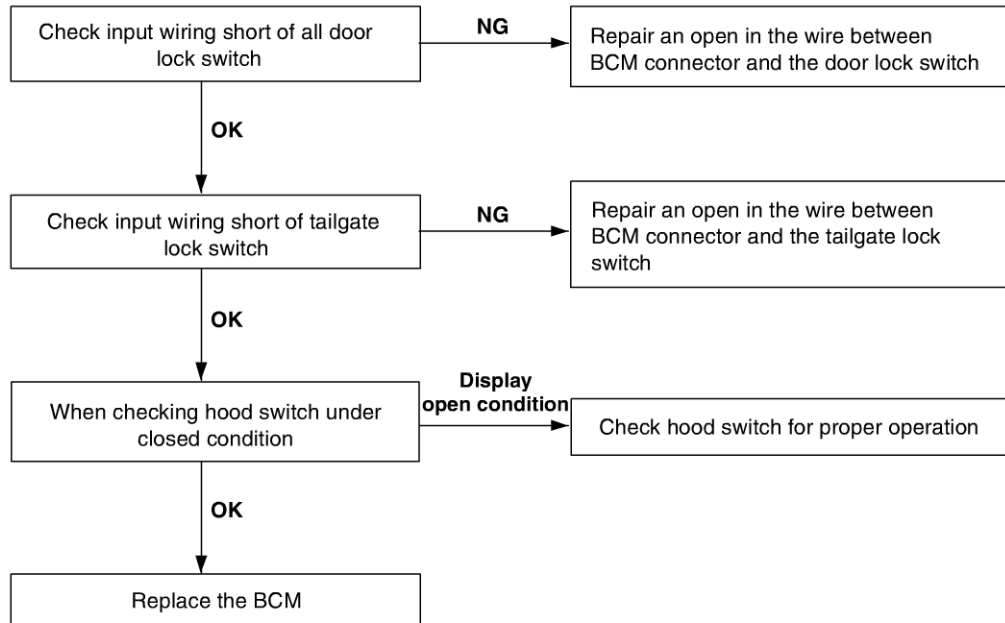 Check input wiring short of all door
lock switch
NG
Repair an open in the wire between
BCM connector and the door lock switch
OK
Check input wiring short of tailgate
lock switch
NG
Repair an open in the wire between
BCM connector and the tailgate lock
switch
OK
When checking hood switch under
closed condition
Display
open condition
Check hood switch for proper operation
OK
Replace the BCM